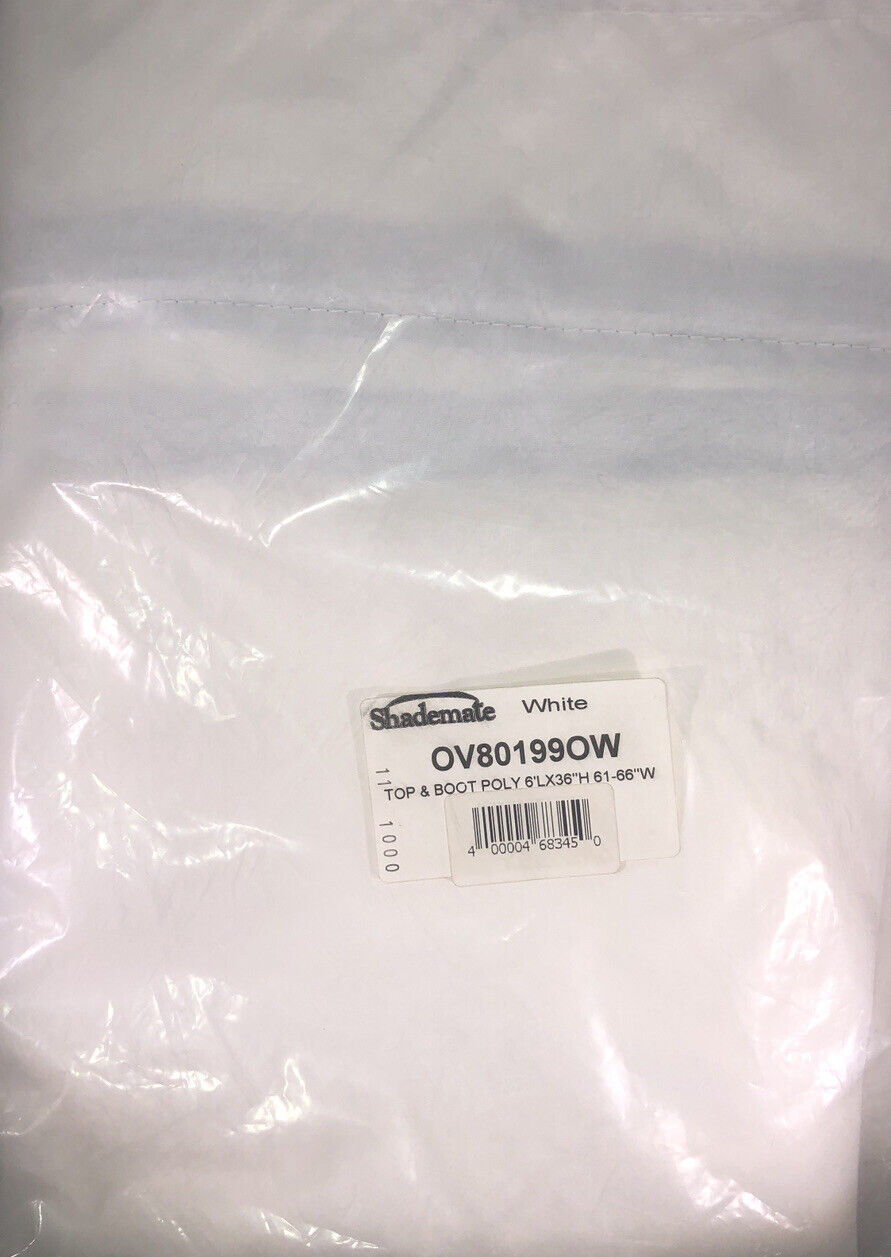 Shademate White
OV80199OW
TOP & BOOT POLY 6'LX36"H 61-66"W
11 1000
4 00004 68345 0